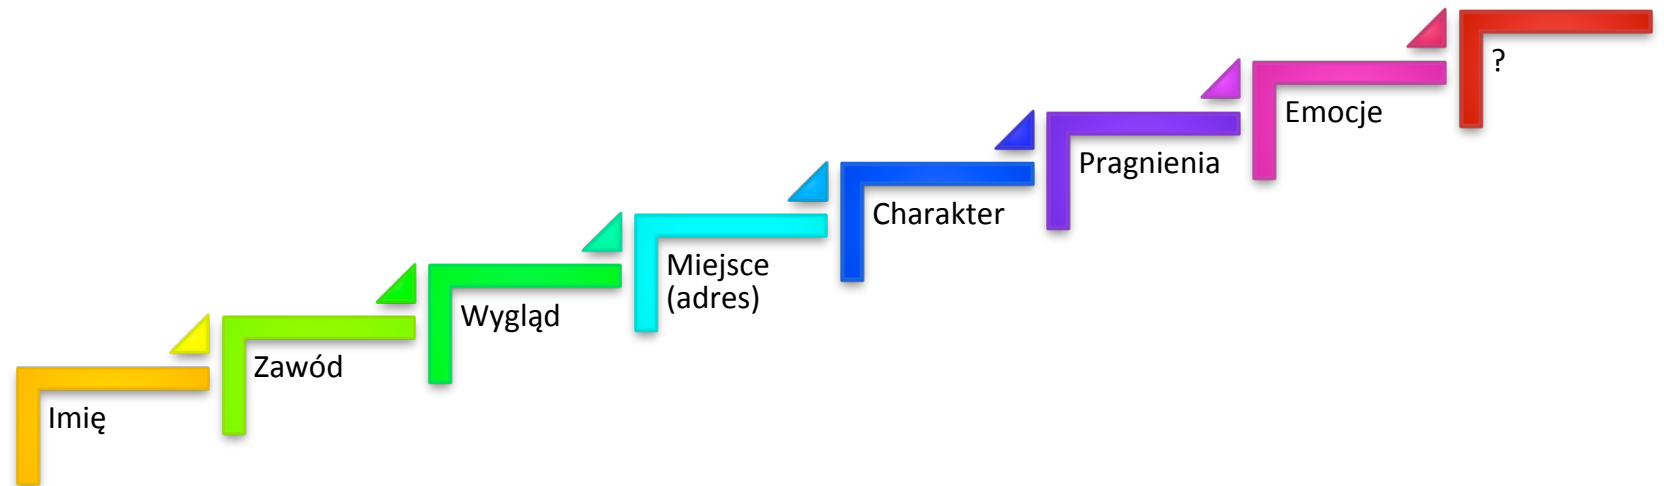 Imię
Zawód
Wygląd
Miejsce
(adres)
Charakter
Pragnienia
Emocje
?